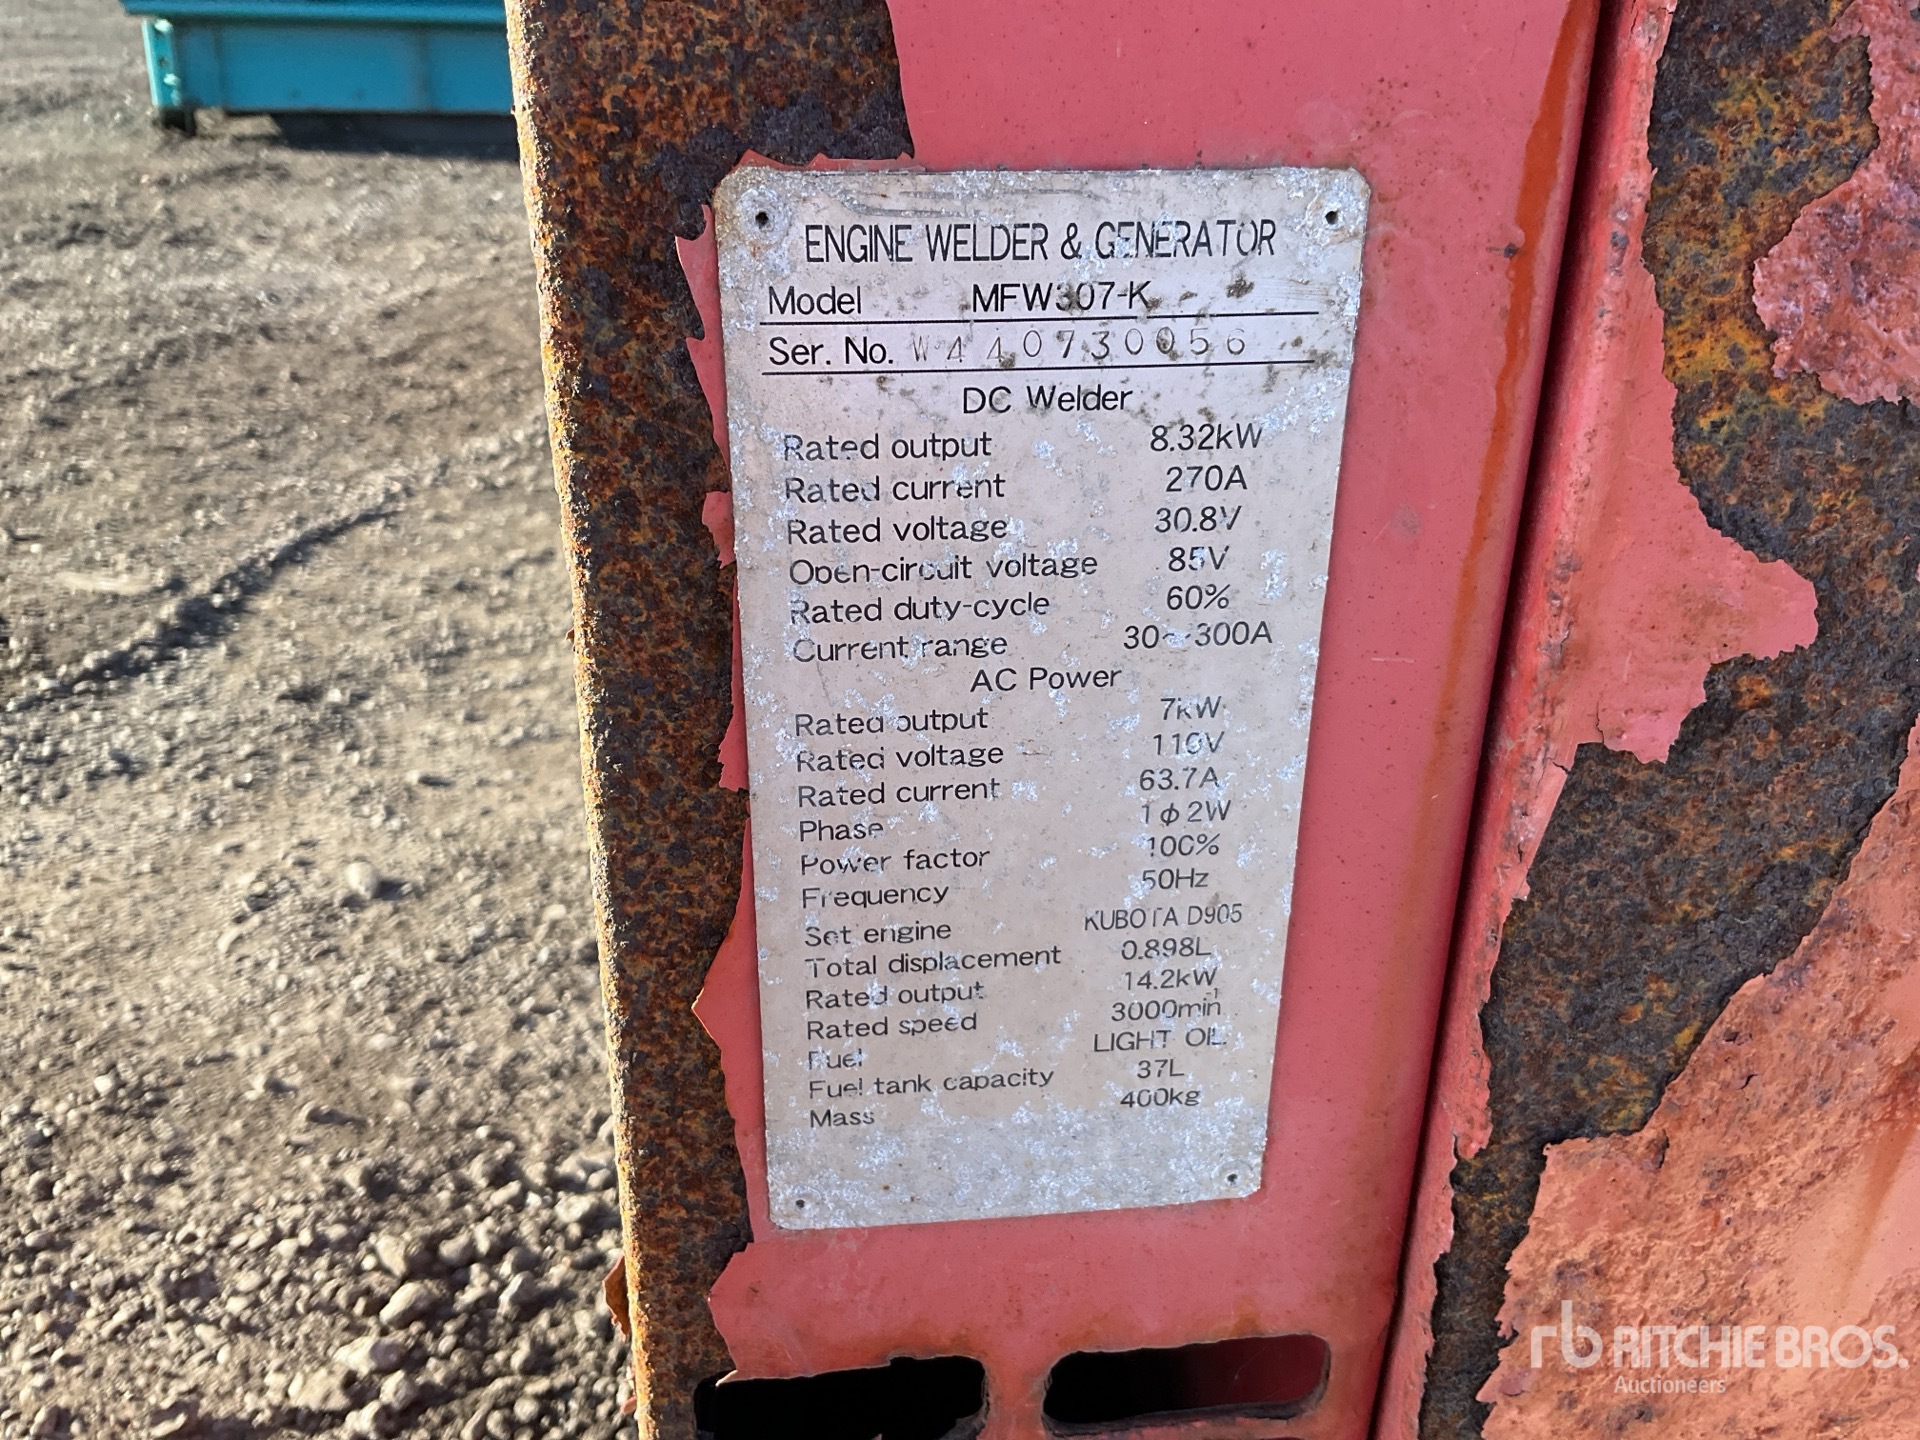 ENGINE WELDER & GENERATOR
Model MFW307-K
Ser. No. W440730056
DC Welder
Rated output 8.32kW
Rated current 270A
Rated voltage 30.8V
Open-circuit voltage 85V
Rated duty-cycle 60%
Current range 30~300A
AC Power
Rated output 7kW
Rated voltage 110V
Rated current 63.7A
Phase 1ϕ2W
Power factor 100%
Frequency 50Hz
Set engine KUBOTA D905
Total displacement 0.898L
Rated output 14.2kW
Rated speed 3000min⁻¹
Fuel LIGHT OIL
Fuel tank capacity 37L
Mass 400kg
rb RITCHIE BROS.
Auctioneers